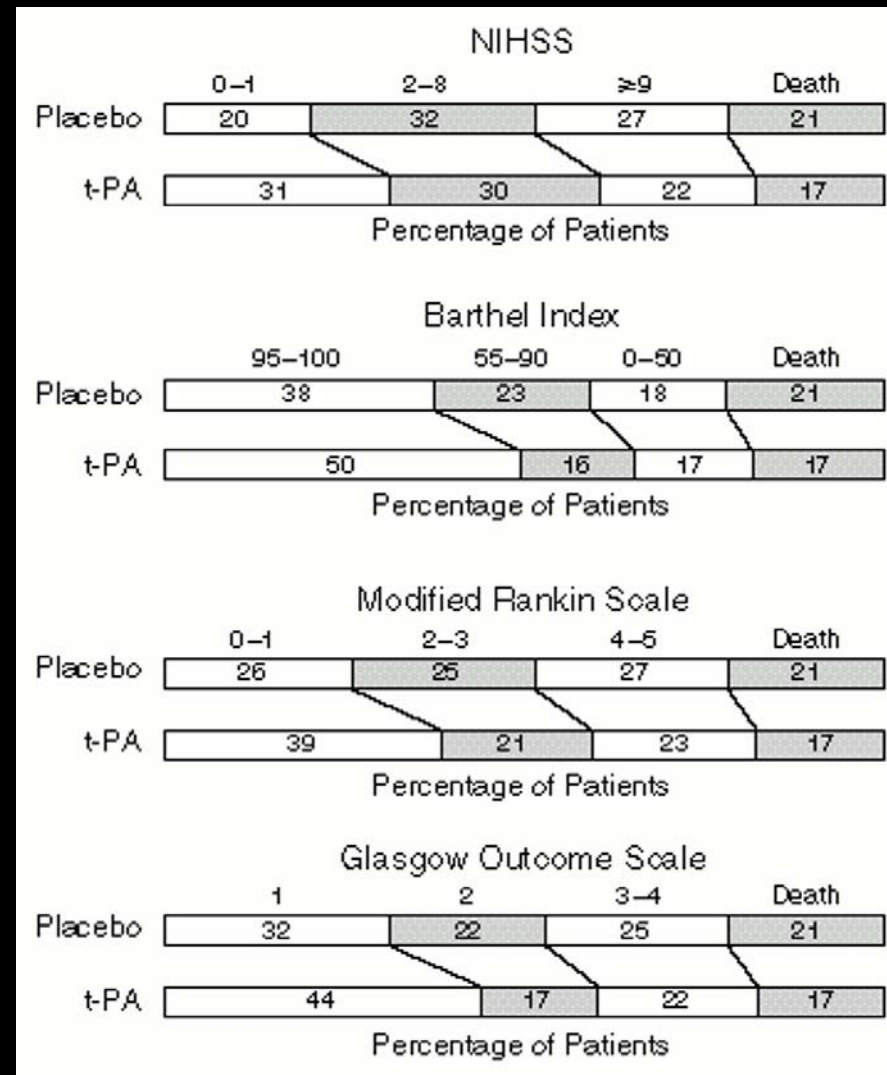 NIHSS
0–1 2–8 ≥9 Death
Placebo 20 32 27 21
t-PA 31 30 22 17
Percentage of Patients
Barthel Index
95–100 55–90 0–50 Death
Placebo 38 23 18 21
t-PA 50 16 17 17
Percentage of Patients
Modified Rankin Scale
0–1 2–3 4–5 Death
Placebo 26 25 27 21
t-PA 39 21 23 17
Percentage of Patients
Glasgow Outcome Scale
1 2 3–4 Death
Placebo 32 22 25 21
t-PA 44 17 22 17
Percentage of Patients